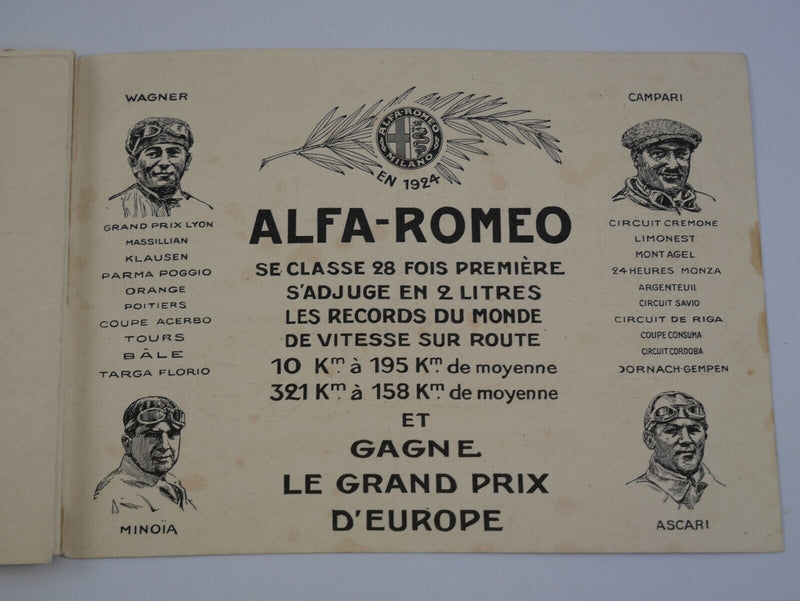 WAGNER
GRAND PRIX LYON
MASSILLIAN
KLAUSEN
PARMA POGGIO
ORANGE
POITIERS
COUPE ACERBO
TOURS
BÂLE
TARGA FLORIO
MINOÏA
ALFA-ROMEO
MILANO
EN 1924
ALFA-ROMEO
SE CLASSE 28 FOIS PREMIÈRE
S'ADJUGE EN 2 LITRES
LES RECORDS DU MONDE
DE VITESSE SUR ROUTE
10 Km. à 195 Km. de moyenne
321 Km. à 158 Km. de moyenne
ET
GAGNE
LE GRAND PRIX
D'EUROPE
CAMPARI
CIRCUIT CREMONE
LIMONEST
MONT AGEL
24 HEURES MONZA
ARGENTEUIL
CIRCUIT SAVIO
CIRCUIT DE RIGA
COUPE CONSUMA
CIRCUIT CORDOBA
DORNACH-GEMPEN
ASCARI